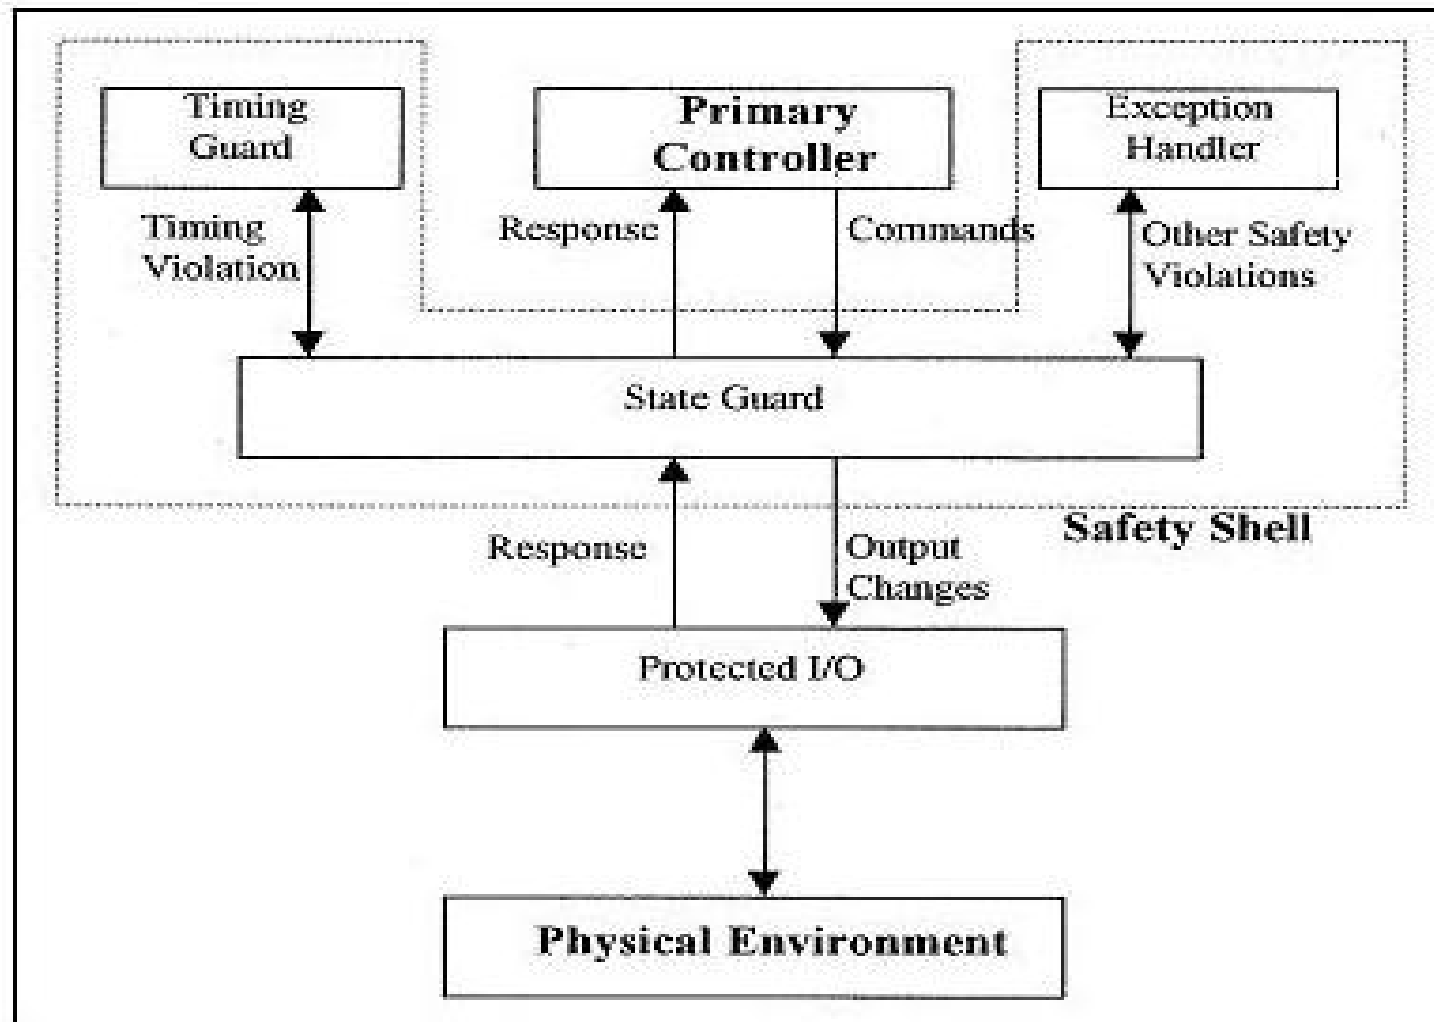 Timing
Guard
Primary
Controller
Exception
Handler
Timing
Violation
Response
Commands
Other Safety
Violations
State Guard
Safety Shell
Response
Output
Changes
Protected I/O
Physical Environment